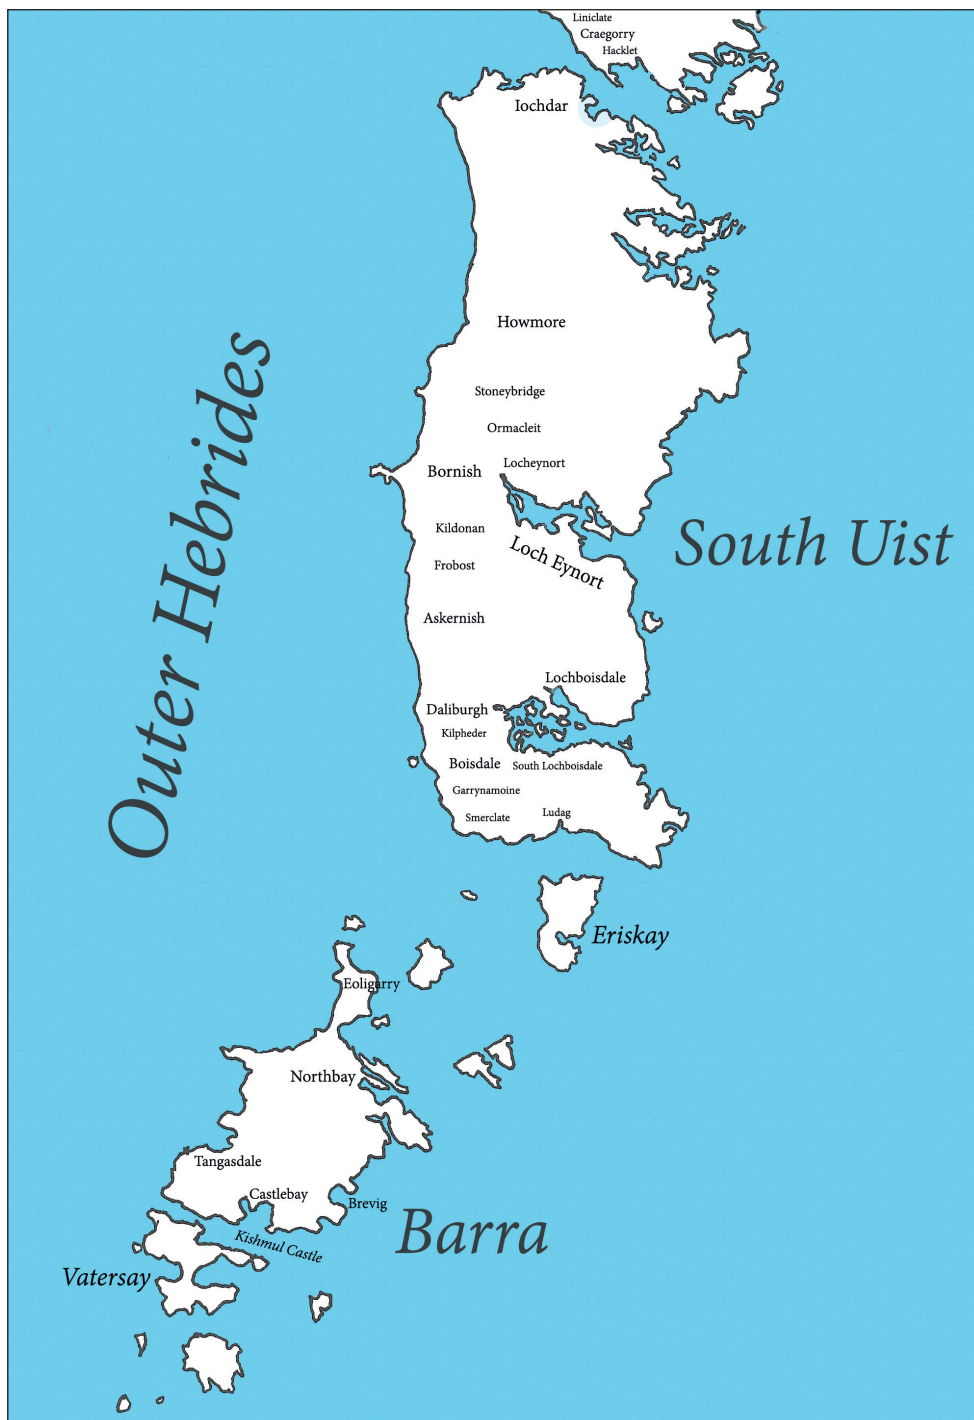 Liniclate
Craegorry
Hacklet
Iochdar
Howmore
Stoneybridge
Ormacleit
Locheynort
Bornish
Kildonan
Loch Eynort
South Uist
Outer Hebrides
Frobost
Askernish
Lochboisdale
Daliburgh
Kilpheder
Boisdale
South Lochboisdale
Garrynamoine
Smerclate
Ludag
Eriskay
Eoligarry
Northbay
Tangasdale
Castlebay
Brevig
Barra
Kishmul Castle
Vatersay